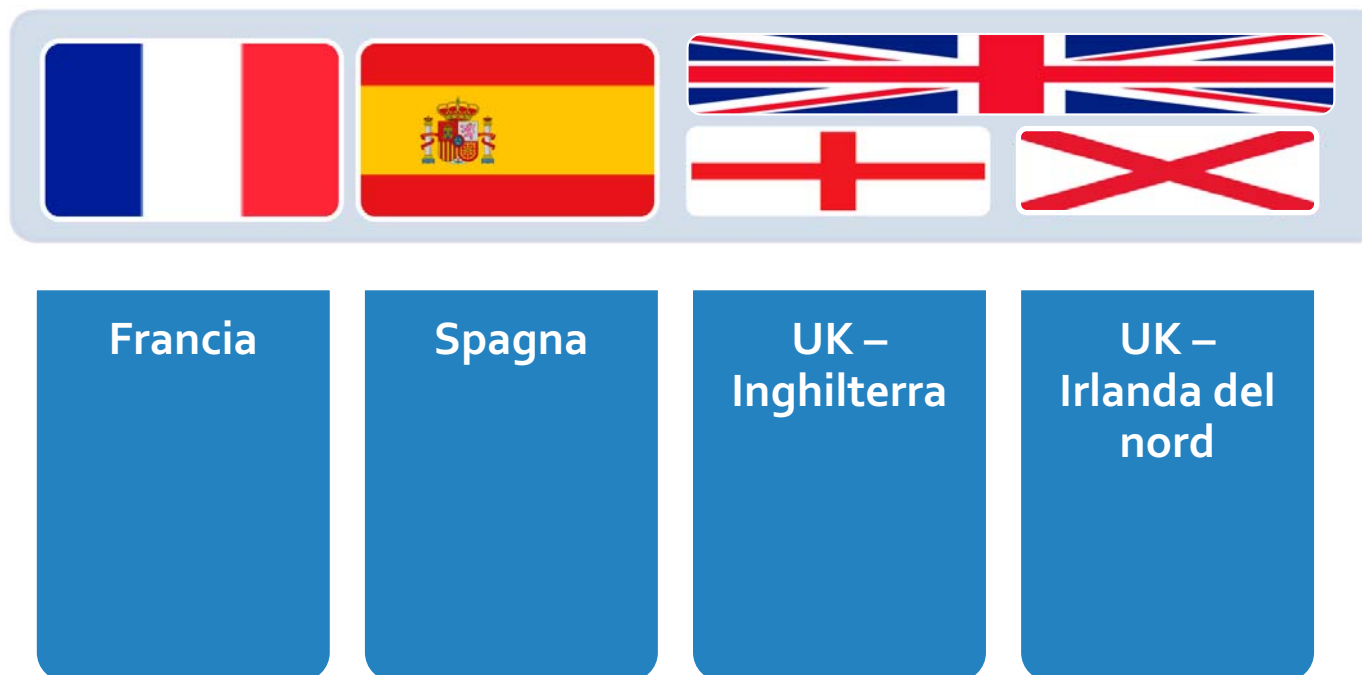 Francia
Spagna
UK –
Inghilterra
UK –
Irlanda del
nord